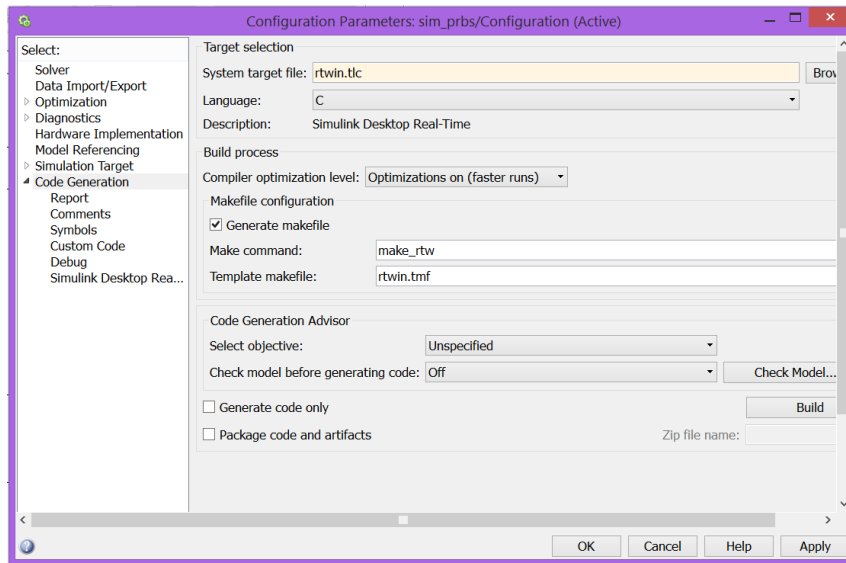 Configuration Parameters: sim_prbs/Configuration (Active)
Select:
Solver
Data Import/Export
Optimization
Diagnostics
Hardware Implementation
Model Referencing
Simulation Target
Code Generation
Report
Comments
Symbols
Custom Code
Debug
Simulink Desktop Rea...
Target selection
System target file: rtwin.tlc Brow
Language: C
Description: Simulink Desktop Real-Time
Build process
Compiler optimization level: Optimizations on (faster runs)
Makefile configuration
Generate makefile
Make command: make_rtw
Template makefile: rtwin.tmf
Code Generation Advisor
Select objective: Unspecified
Check model before generating code: Off Check Model...
Generate code only Build
Package code and artifacts Zip file name:
OK Cancel Help Apply